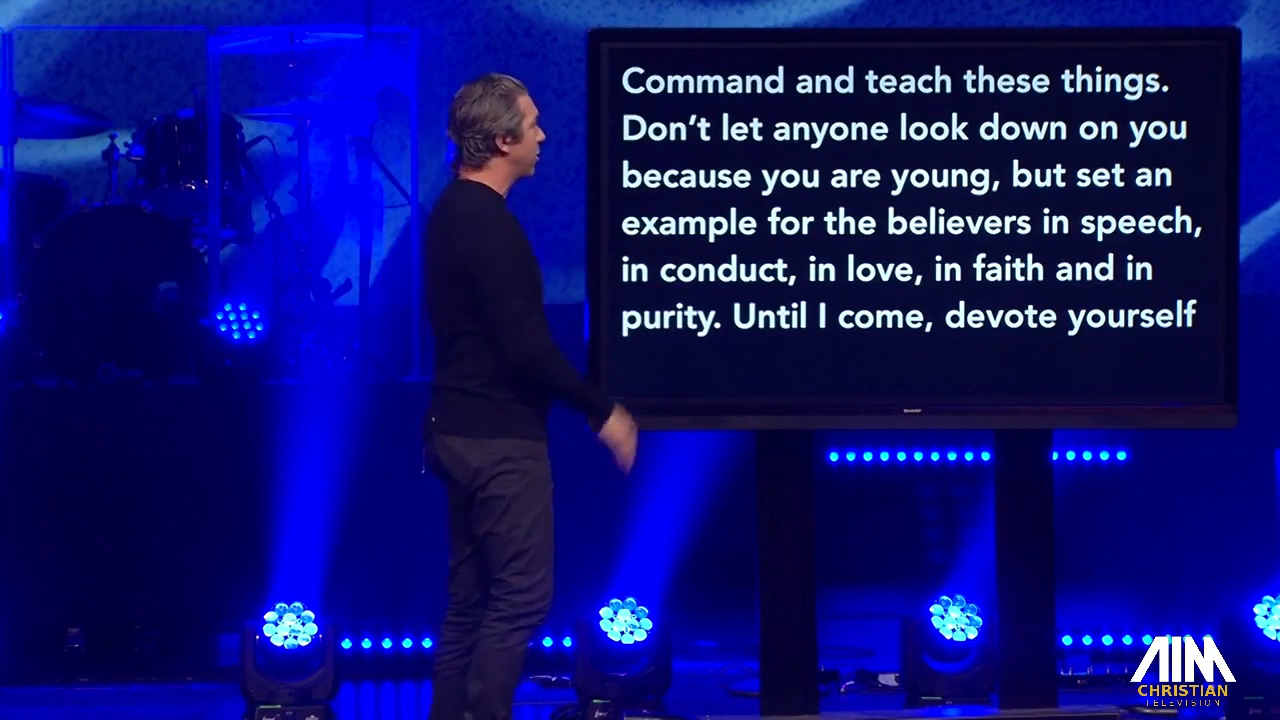 Command and teach these things.
Don't let anyone look down on you
because you are young, but set an
example for the believers in speech,
in conduct, in love, in faith and in
purity. Until I come, devote yourself
SHARP
AIM
CHRISTIAN
TELEVISION